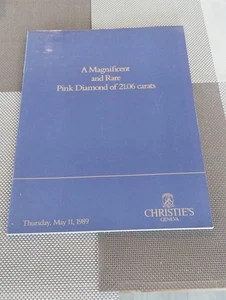 A Magnificent
and Rare
Pink Diamond of 21.06 carats
CHRISTIE'S
GENEVA
Thursday, May 11, 1989